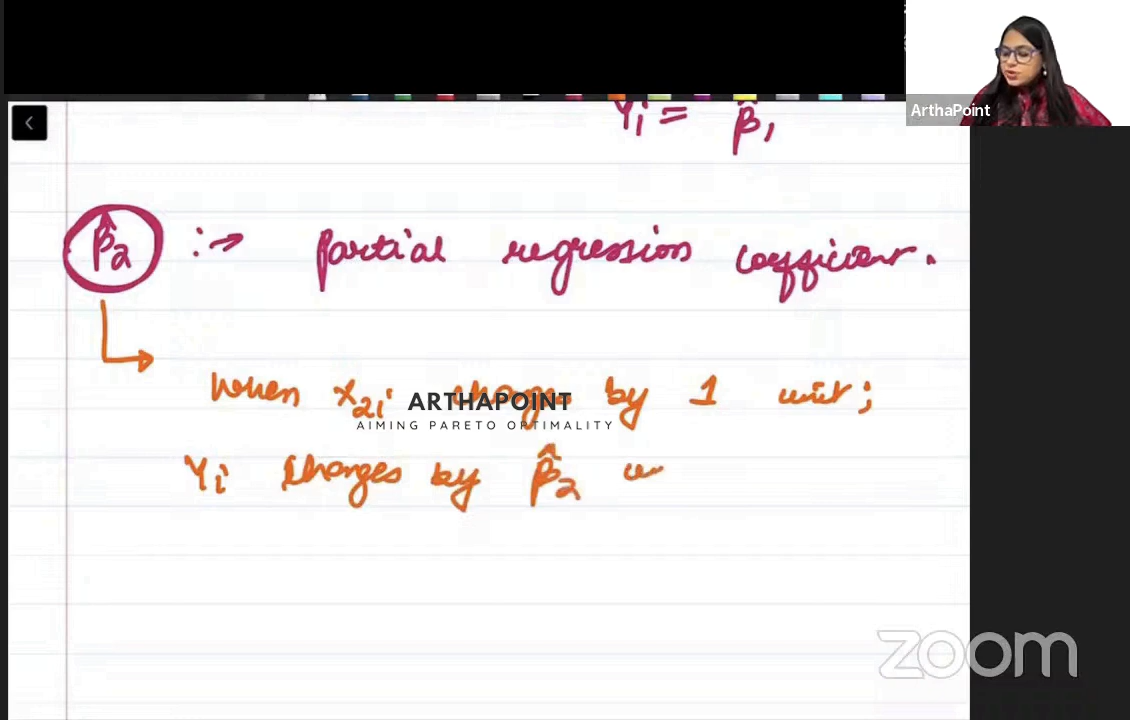 ArthaPoint
Yi = β̂1
β̂2 :→ Partial regression coefficient.
When X2i changes by 1 unit;
ARTHAPOINT
AIMING PARETO OPTIMALITY
Yi changes by β̂2
zoom